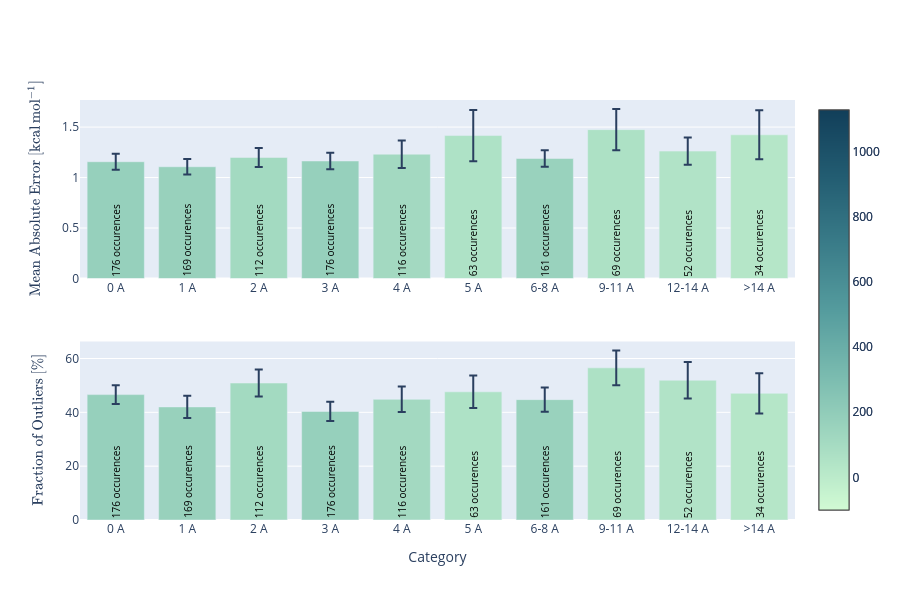 Mean Absolute Error [kcal mol⁻¹]
1.5
1
0.5
0
176 occurences
169 occurences
112 occurences
176 occurences
116 occurences
63 occurences
161 occurences
69 occurences
52 occurences
34 occurences
0 A 1 A 2 A 3 A 4 A 5 A 6-8 A 9-11 A 12-14 A >14 A
Fraction of Outliers [%]
60
40
20
0
176 occurences
169 occurences
112 occurences
176 occurences
116 occurences
63 occurences
161 occurences
69 occurences
52 occurences
34 occurences
0 A 1 A 2 A 3 A 4 A 5 A 6-8 A 9-11 A 12-14 A >14 A
Category
1000
800
600
400
200
0